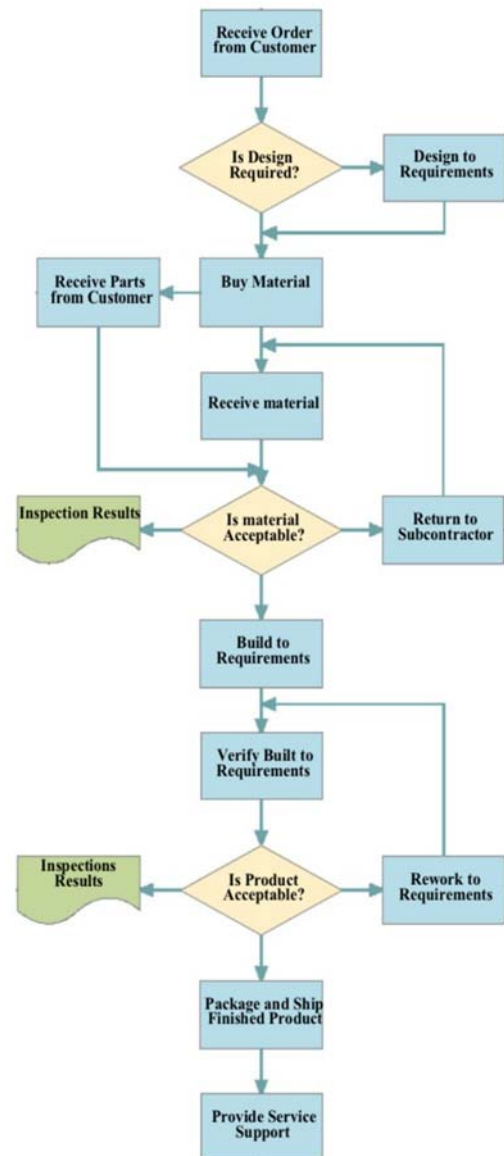 Receive Order
from Customer
Is Design
Required?
Design to
Requirements
Receive Parts
from Customer
Buy Material
Receive material
Inspection Results
Is material
Acceptable?
Return to
Subcontractor
Build to
Requirements
Verify Built to
Requirements
Inspections
Results
Is Product
Acceptable?
Rework to
Requirements
Package and Ship
Finished Product
Provide Service
Support